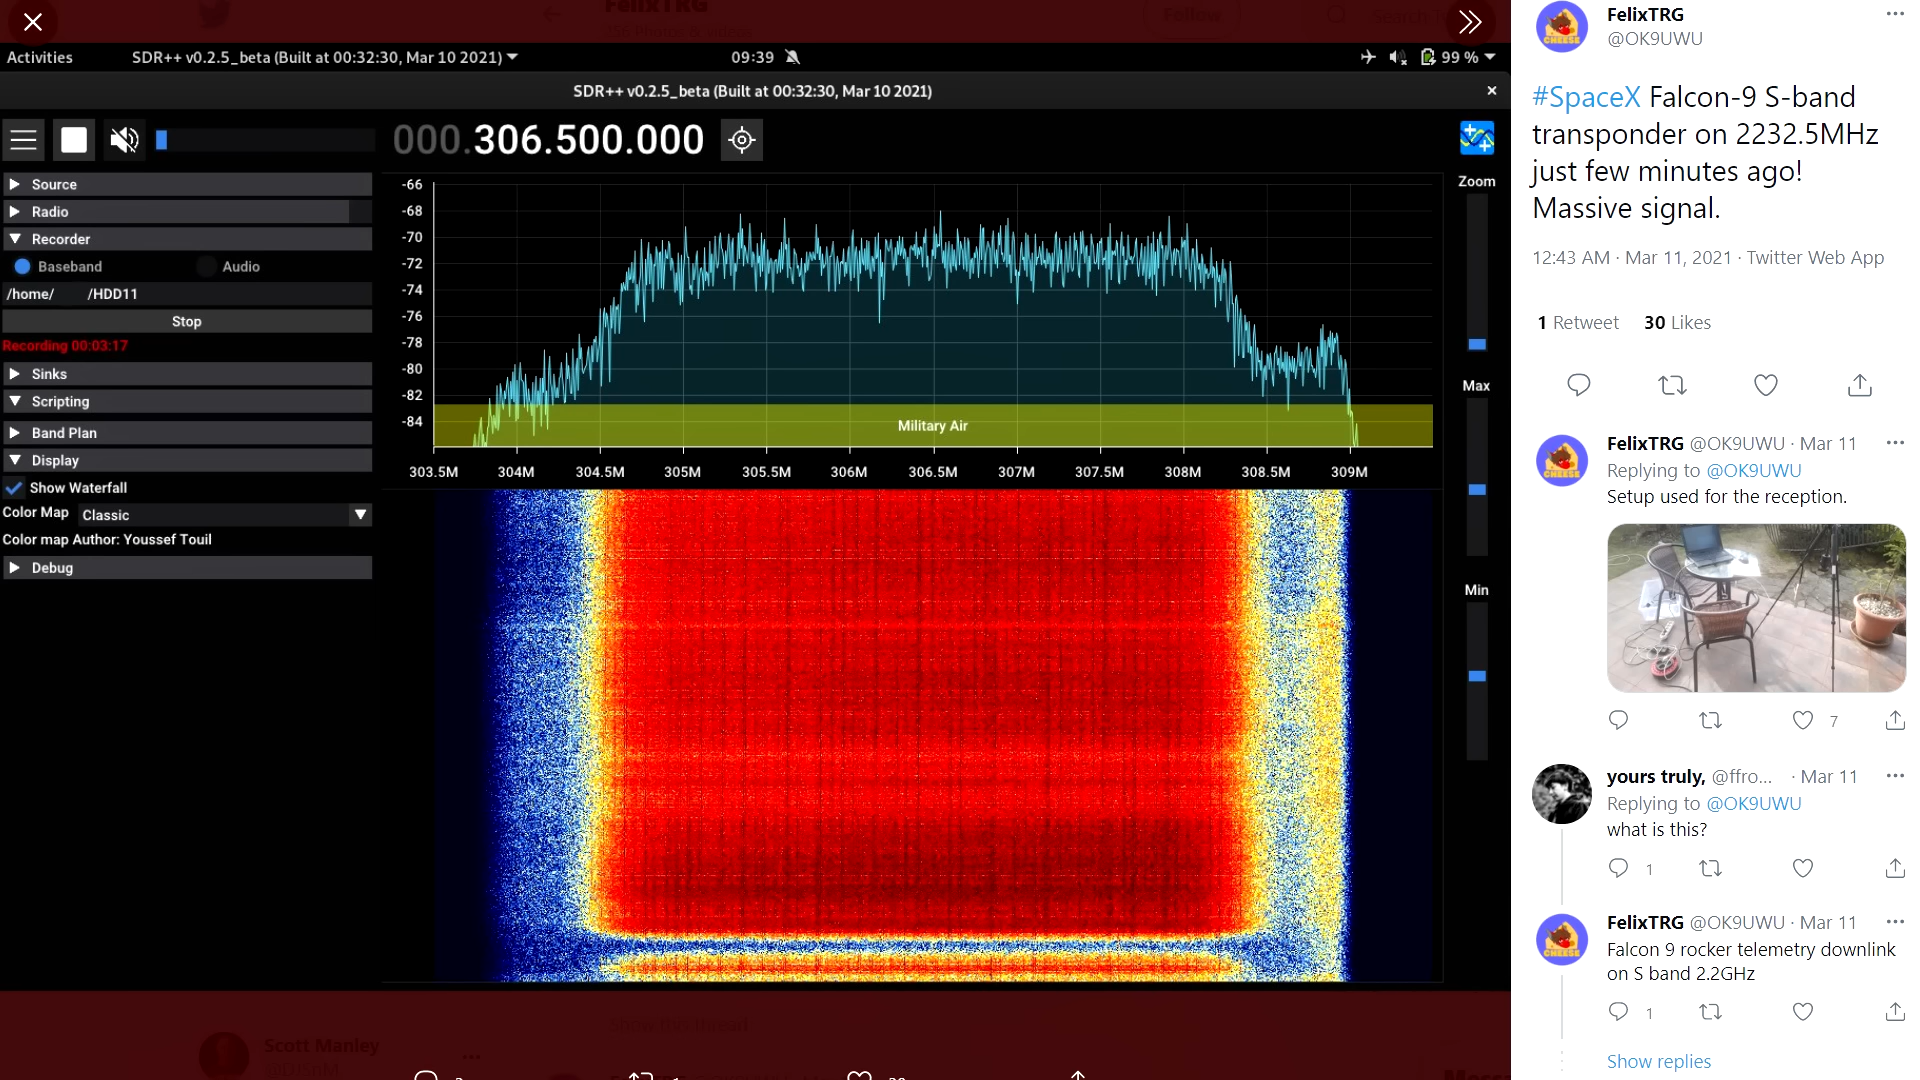 FelixTRG
Follow
Activities
SDR++ v0.2.5_beta (Built at 00:32:30, Mar 10 2021)
09:39
99 %
SDR++ v0.2.5_beta (Built at 00:32:30, Mar 10 2021)
000.306.500.000
Source
Radio
Recorder
Baseband
Audio
/home/ /HDD11
Stop
Recording 00:03:17
Sinks
Scripting
Band Plan
Display
Show Waterfall
Color Map
Classic
Color map Author: Youssef Touil
Debug
-66
-68
-70
-72
-74
-76
-78
-80
-82
-84
Military Air
303.5M 304M 304.5M 305M 305.5M 306M 306.5M 307M 307.5M 308M 308.5M 309M
Zoom
Max
Min
Show this thread
Scott Manley
FelixTRG
@OK9UWU
#SpaceX Falcon-9 S-band
transponder on 2232.5MHz
just few minutes ago!
Massive signal.
12:43 AM · Mar 11, 2021 · Twitter Web App
1 Retweet 30 Likes
FelixTRG @OK9UWU · Mar 11
Replying to @OK9UWU
Setup used for the reception.
7
yours truly, @ffro... · Mar 11
Replying to @OK9UWU
what is this?
1
FelixTRG @OK9UWU · Mar 11
Falcon 9 rocker telemetry downlink
on S band 2.2GHz
1
Show replies